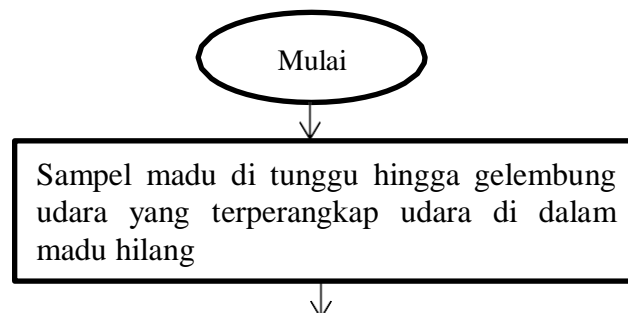 Mulai
Sampel madu di tunggu hingga gelembung
udara yang terperangkap udara di dalam
madu hilang